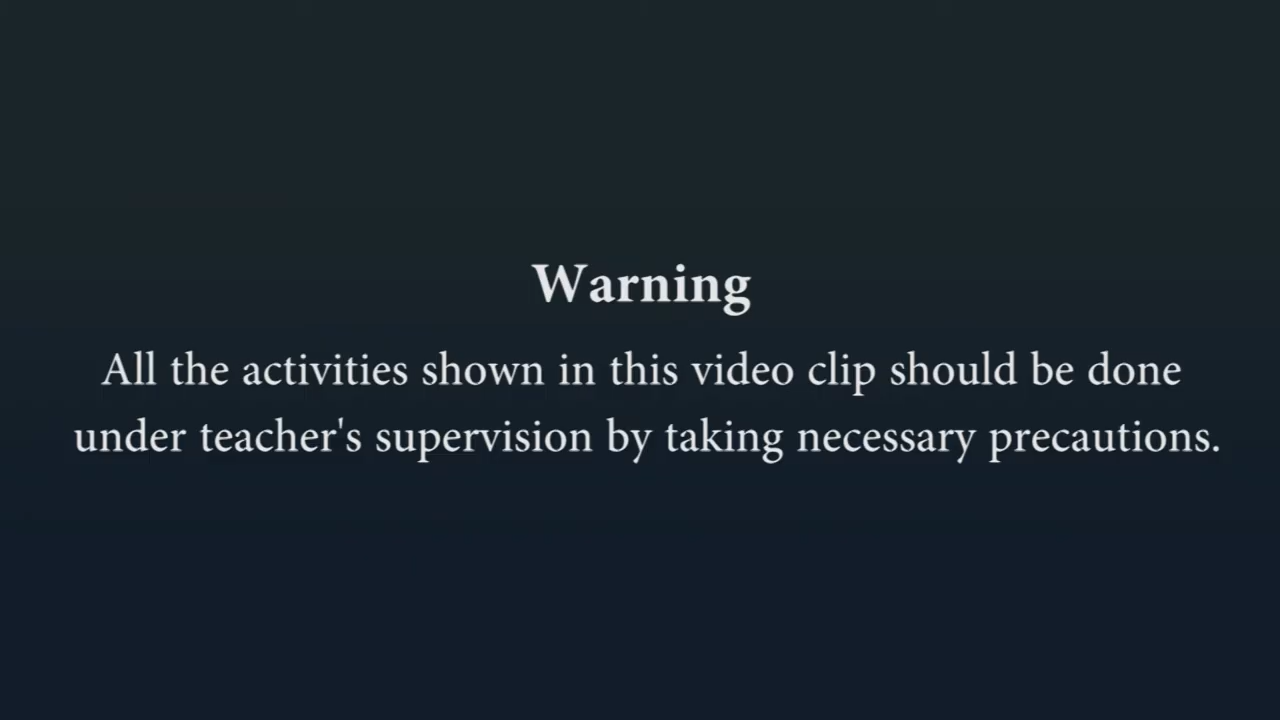 Warning
All the activities shown in this video clip should be done
under teacher's supervision by taking necessary precautions.